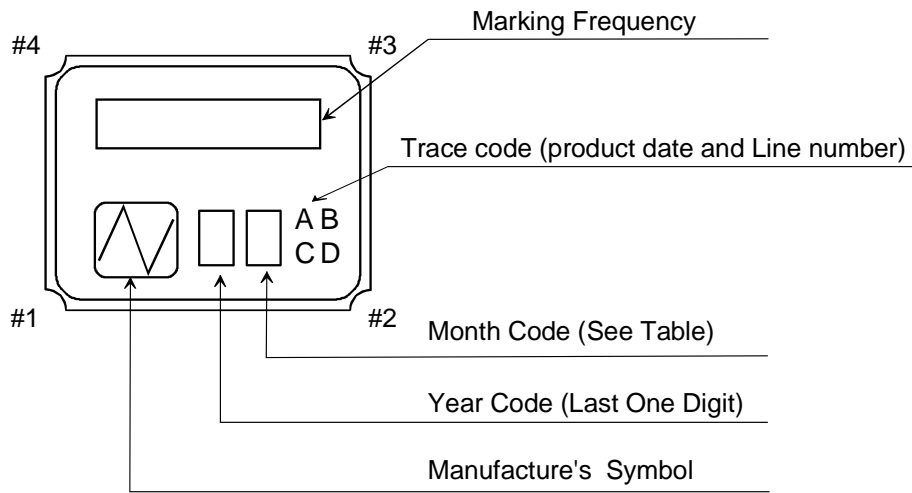 Marking Frequency
#4
#3
Trace code (product date and Line number)
A B
C D
#1
#2
Month Code (See Table)
Year Code (Last One Digit)
Manufacture's Symbol